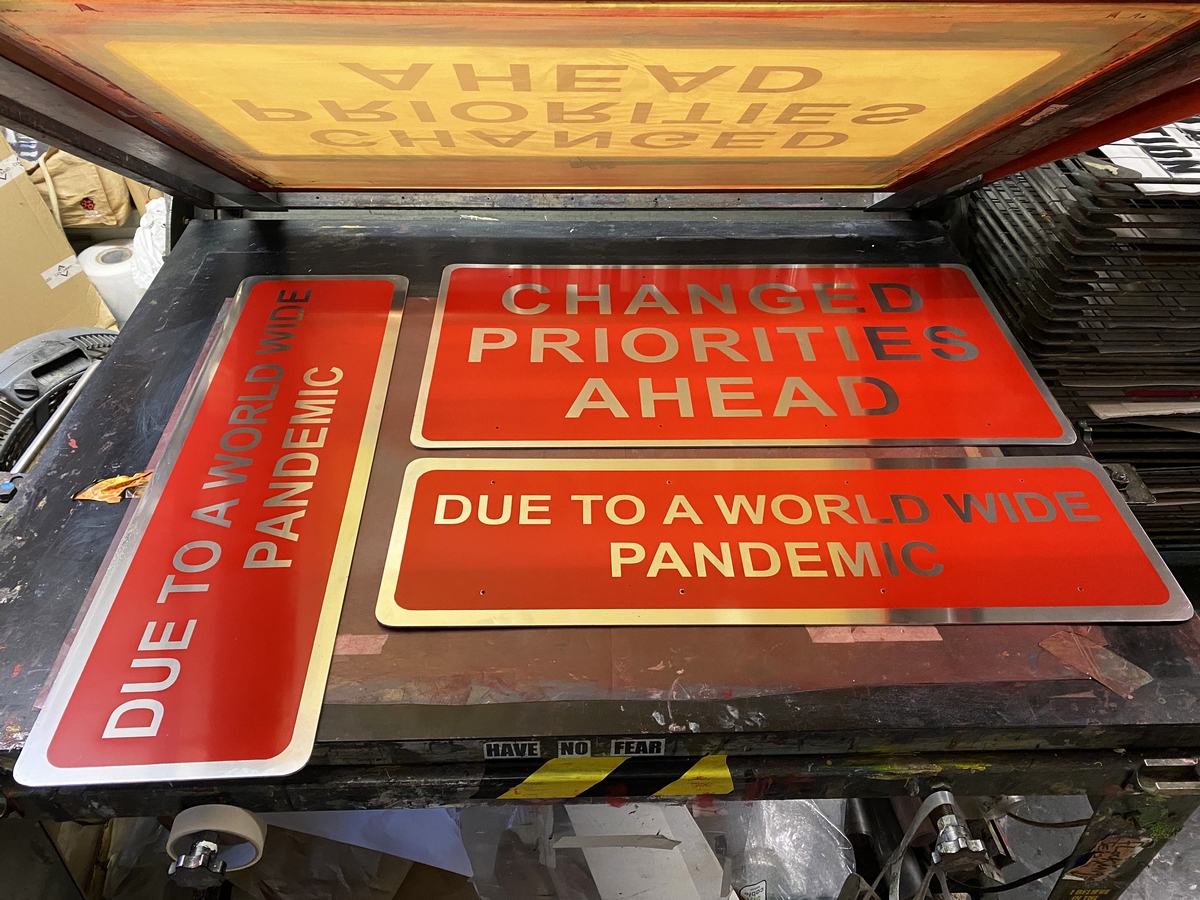 AHEAD
PRIORITIES
CHANGED
CHANGED
PRIORITIES
AHEAD
DUE TO A WORLD WIDE
PANDEMIC
DUE TO A WORLD WIDE
PANDEMIC
HAVE NO FEAR